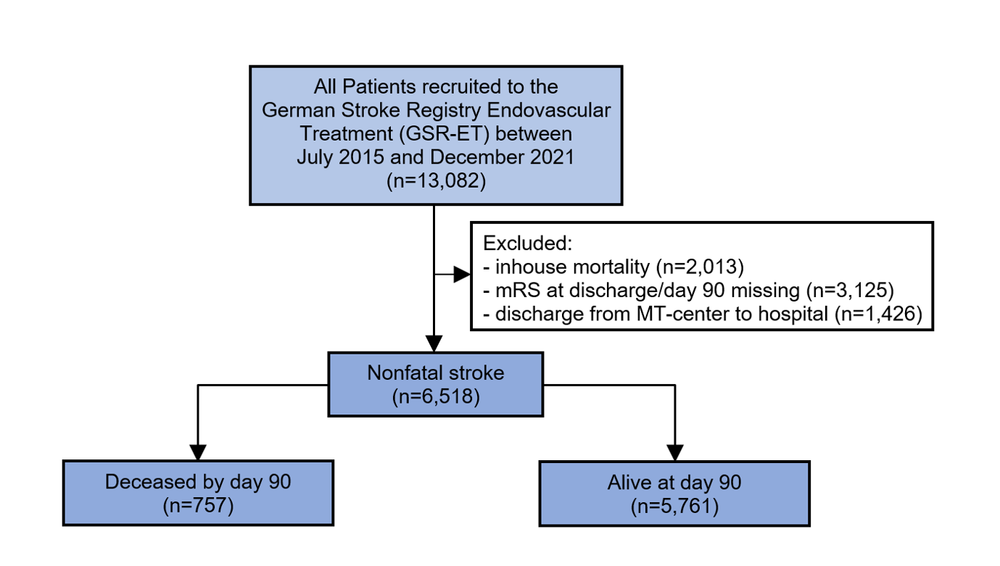 All Patients recruited to the
German Stroke Registry Endovascular
Treatment (GSR-ET) between
July 2015 and December 2021
(n=13,082)
Excluded:
- inhouse mortality (n=2,013)
- mRS at discharge/day 90 missing (n=3,125)
- discharge from MT-center to hospital (n=1,426)
Nonfatal stroke
(n=6,518)
Deceased by day 90
(n=757)
Alive at day 90
(n=5,761)